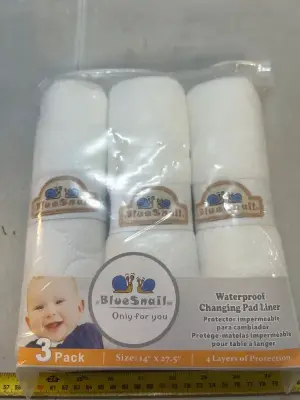 BlueSnail
BlueSnail
BlueSnail
BlueSnail
Only for you
Waterproof
Changing Pad Liner
Protector impermeable
para cambiador
Protège-matelas imperméable
pour table à langer
3 Pack
Size: 14" x 27.5"
4 Layers of Protection